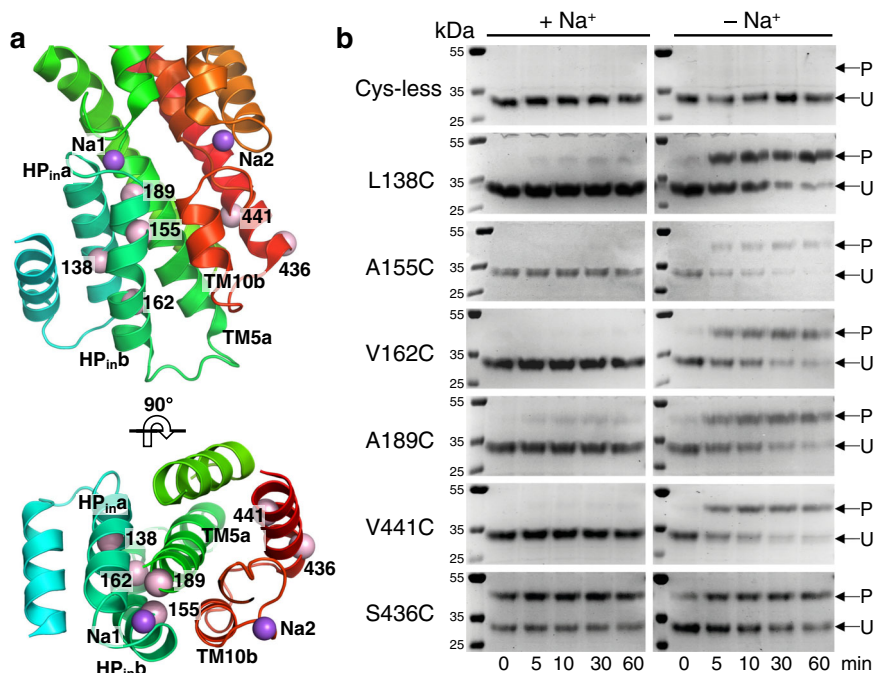 a
Na1
Na2
HPina
189
155
441
138
436
TM10b
162
TM5a
HPinb
90°
HPina
441
138
TM5a
436
162
189
155
Na1
Na2
TM10b
HPinb
b
kDa
+ Na⁺
– Na⁺
Cys-less
55
35
25
P
U
L138C
55
35
25
P
U
A155C
55
35
25
P
U
V162C
55
35
25
P
U
A189C
55
35
25
P
U
V441C
55
35
25
P
U
S436C
55
35
25
P
U
0 5 10 30 60 0 5 10 30 60 min